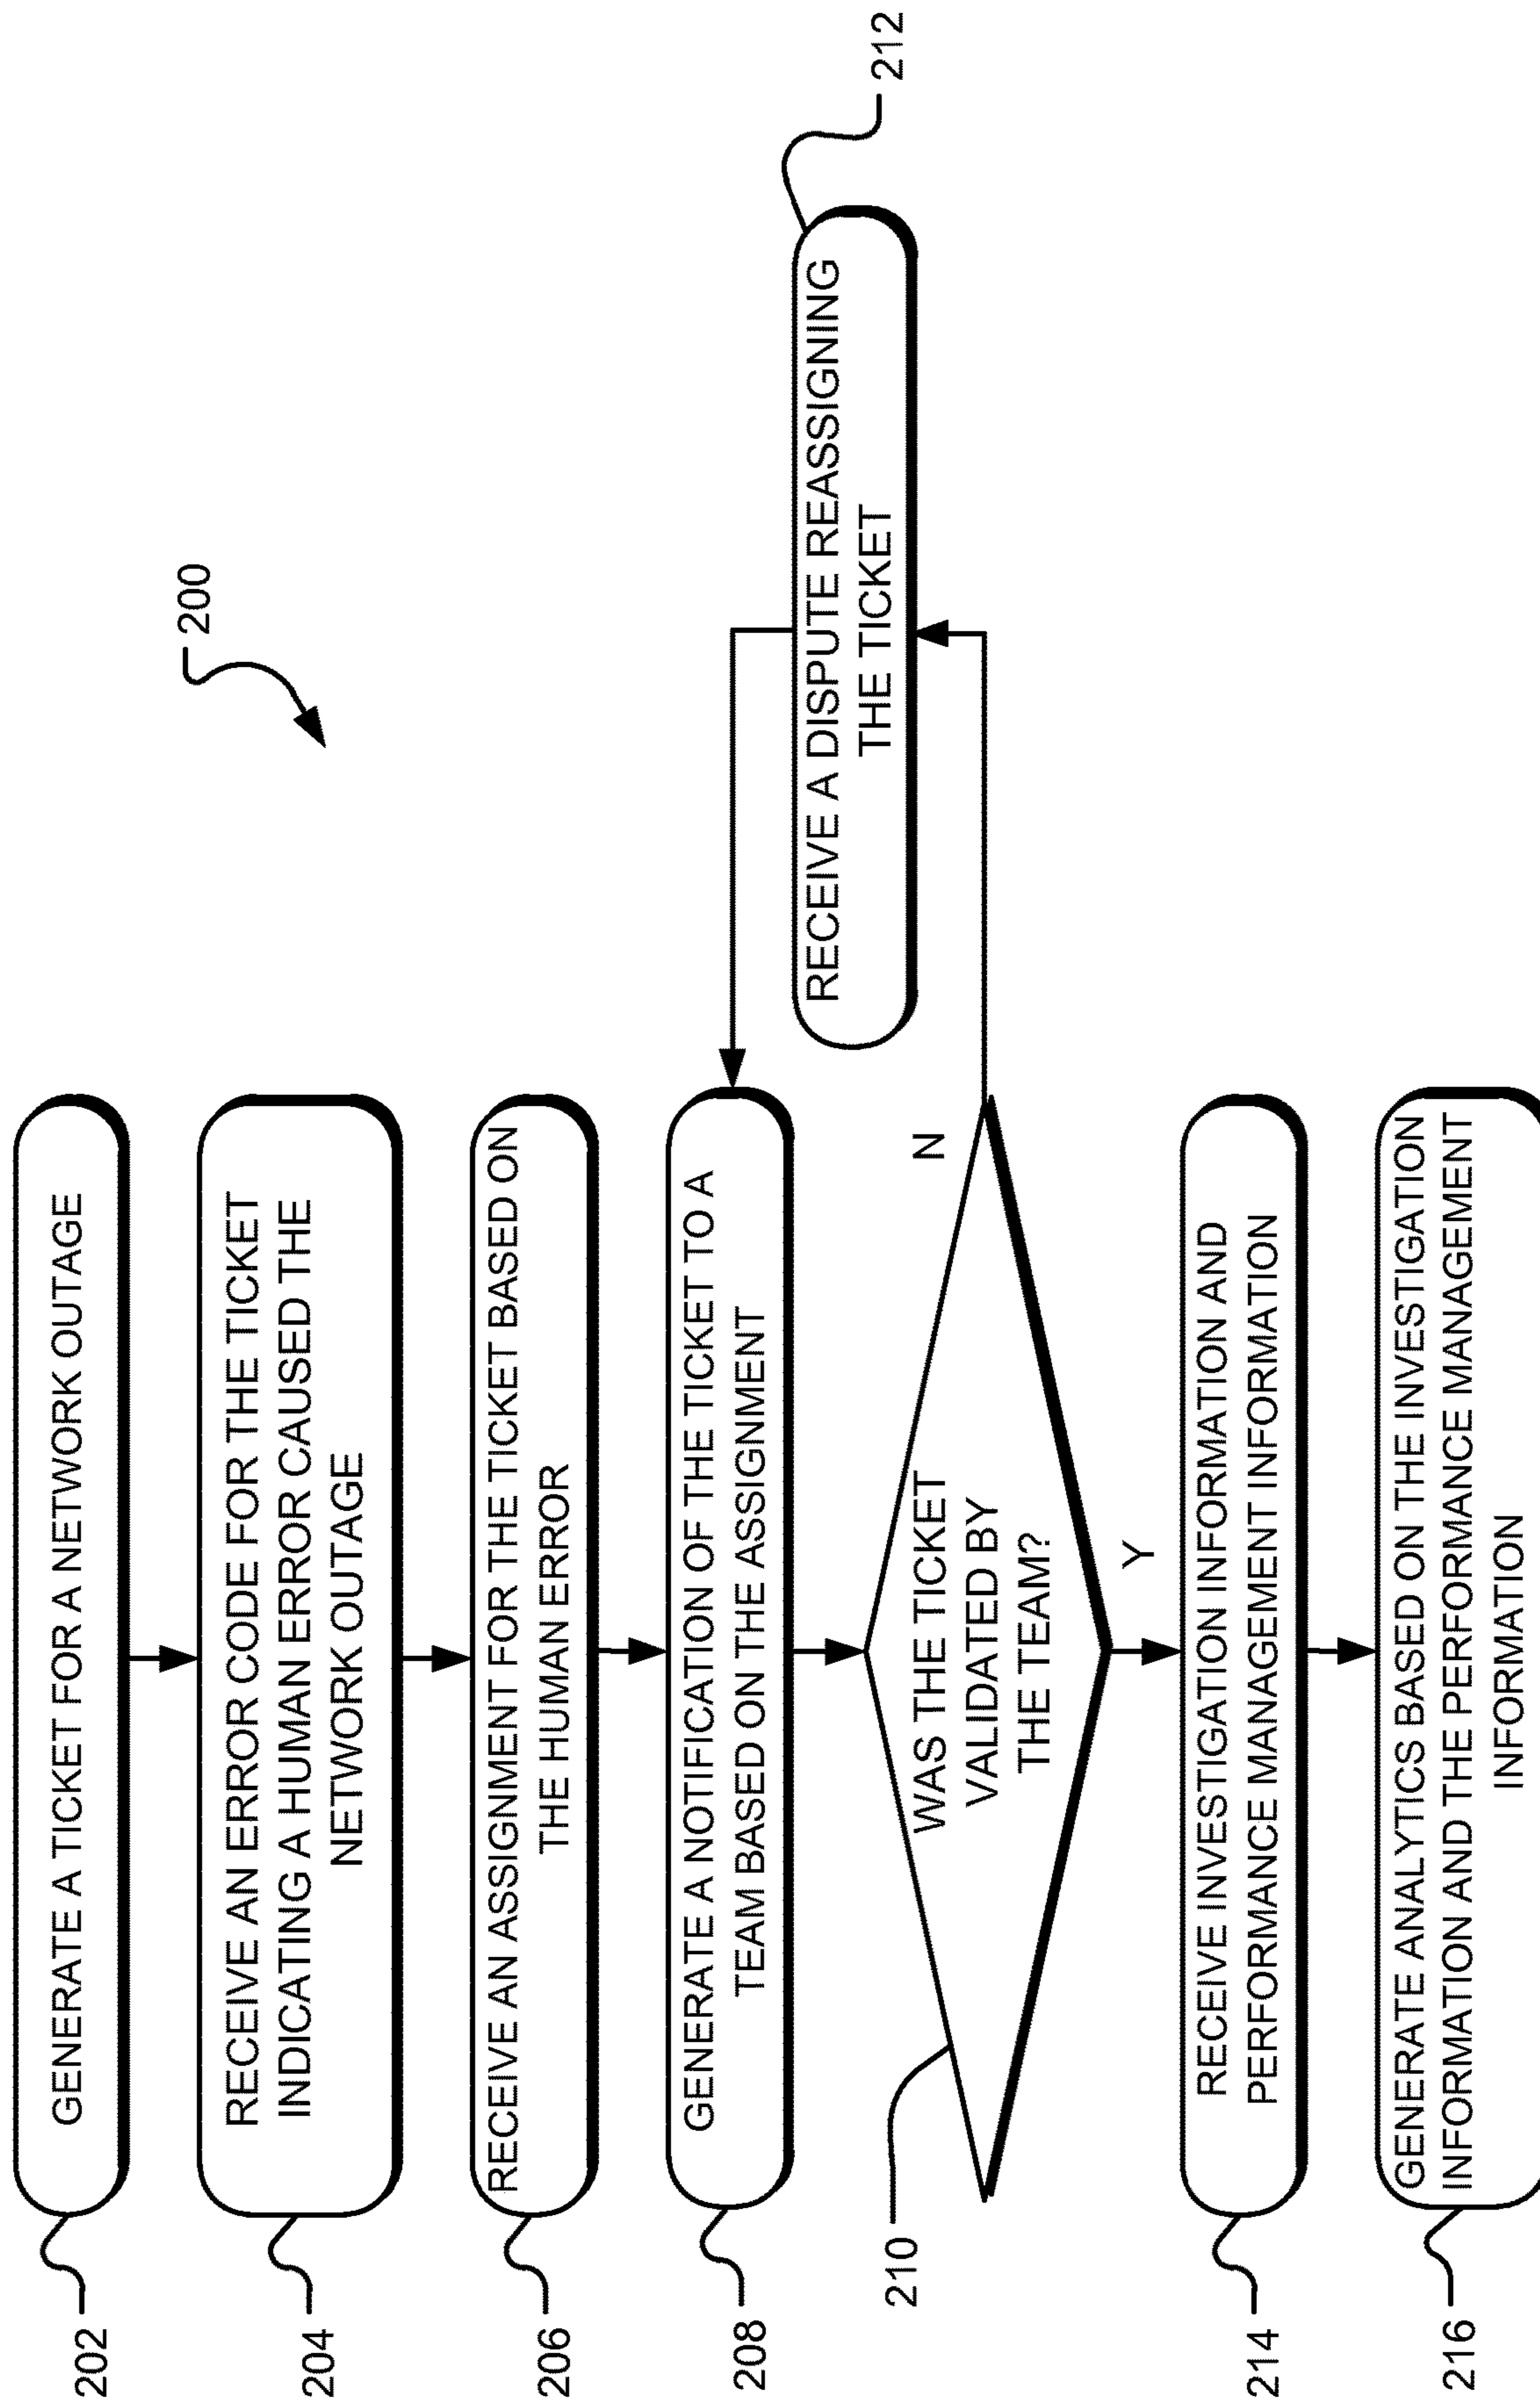 200
202
GENERATE A TICKET FOR A NETWORK OUTAGE
204
RECEIVE AN ERROR CODE FOR THE TICKET
INDICATING A HUMAN ERROR CAUSED THE
NETWORK OUTAGE
206
RECEIVE AN ASSIGNMENT FOR THE TICKET BASED ON
THE HUMAN ERROR
208
GENERATE A NOTIFICATION OF THE TICKET TO A
TEAM BASED ON THE ASSIGNMENT
210
WAS THE TICKET
VALIDATED BY
THE TEAM?
N
Y
212
RECEIVE A DISPUTE REASSIGNING
THE TICKET
214
RECEIVE INVESTIGATION INFORMATION AND
PERFORMANCE MANAGEMENT INFORMATION
216
GENERATE ANALYTICS BASED ON THE INVESTIGATION
INFORMATION AND THE PERFORMANCE MANAGEMENT
INFORMATION